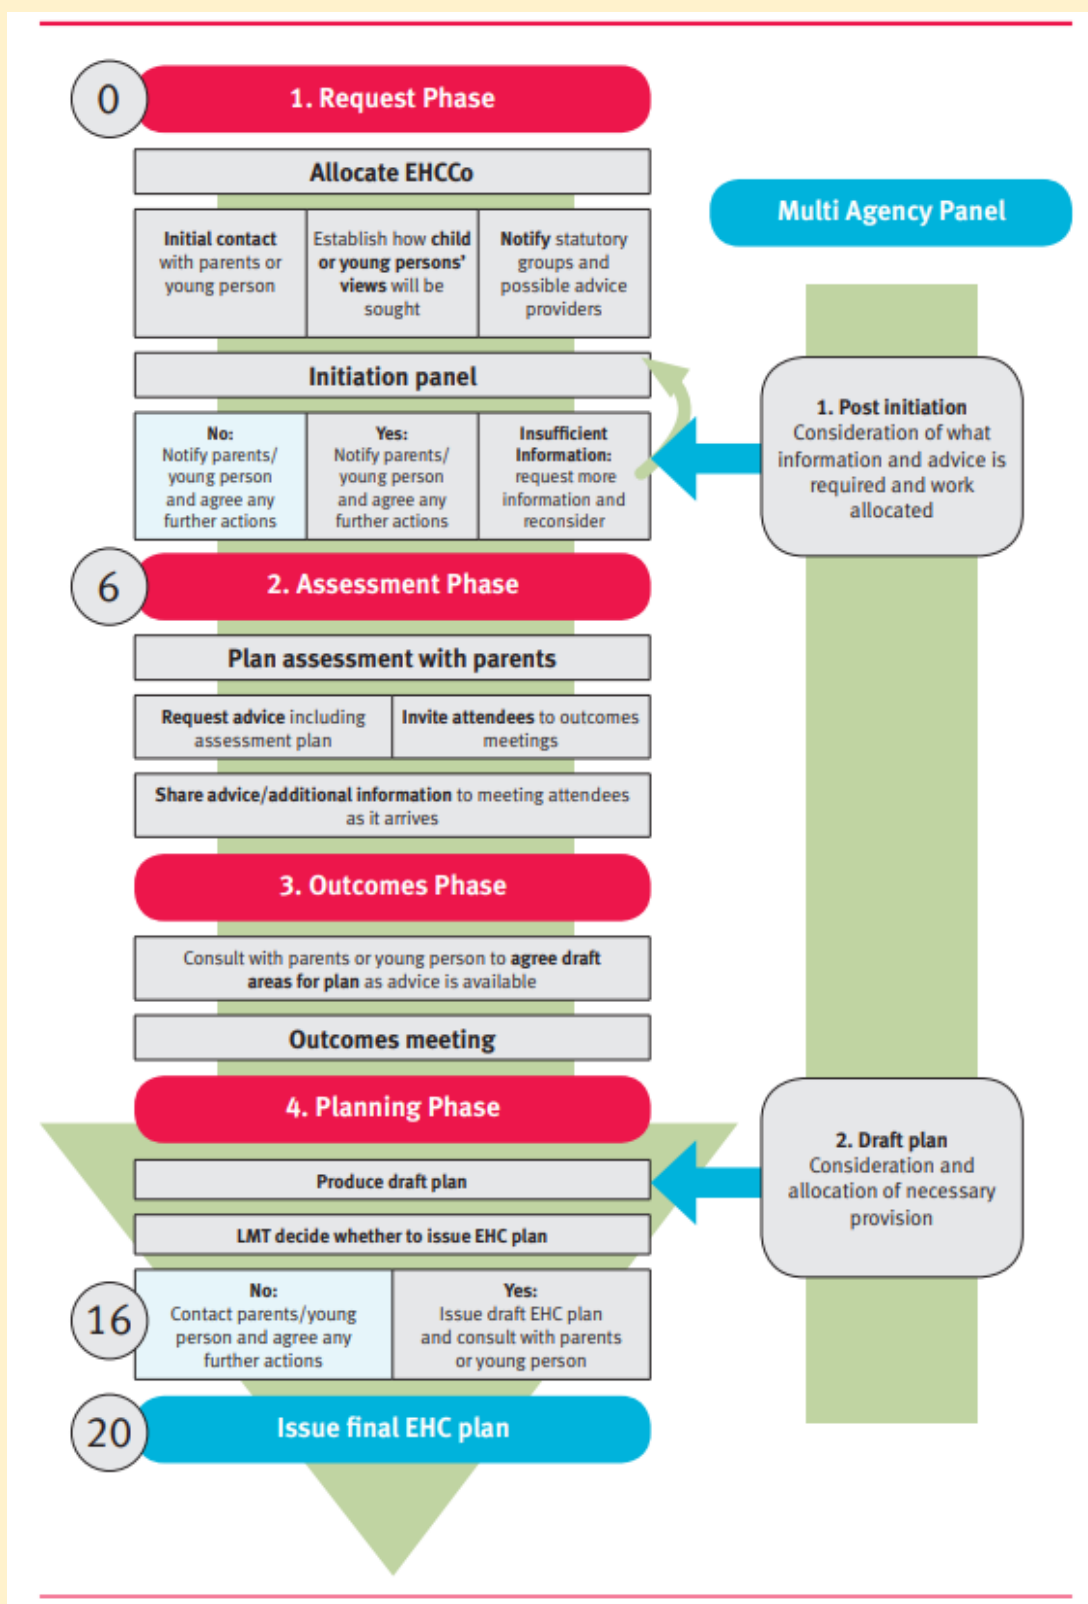 0
1. Request Phase
Allocate EHCCo
Initial contact
with parents or
young person
Establish how child
or young persons'
views will be
sought
Notify statutory
groups and
possible advice
providers
Initiation panel
No:
Notify parents/
young person
and agree any
further actions
Yes:
Notify parents/
young person
and agree any
further actions
Insufficient
Information:
request more
information and
reconsider
6
2. Assessment Phase
Plan assessment with parents
Request advice including
assessment plan
Invite attendees to outcomes
meetings
Share advice/additional information to meeting attendees
as it arrives
3. Outcomes Phase
Consult with parents or young person to agree draft
areas for plan as advice is available
Outcomes meeting
4. Planning Phase
Produce draft plan
LMT decide whether to issue EHC plan
16
No:
Contact parents/young
person and agree any
further actions
Yes:
Issue draft EHC plan
and consult with parents
or young person
20
Issue final EHC plan
Multi Agency Panel
1. Post initiation
Consideration of what
information and advice is
required and work
allocated
2. Draft plan
Consideration and
allocation of necessary
provision